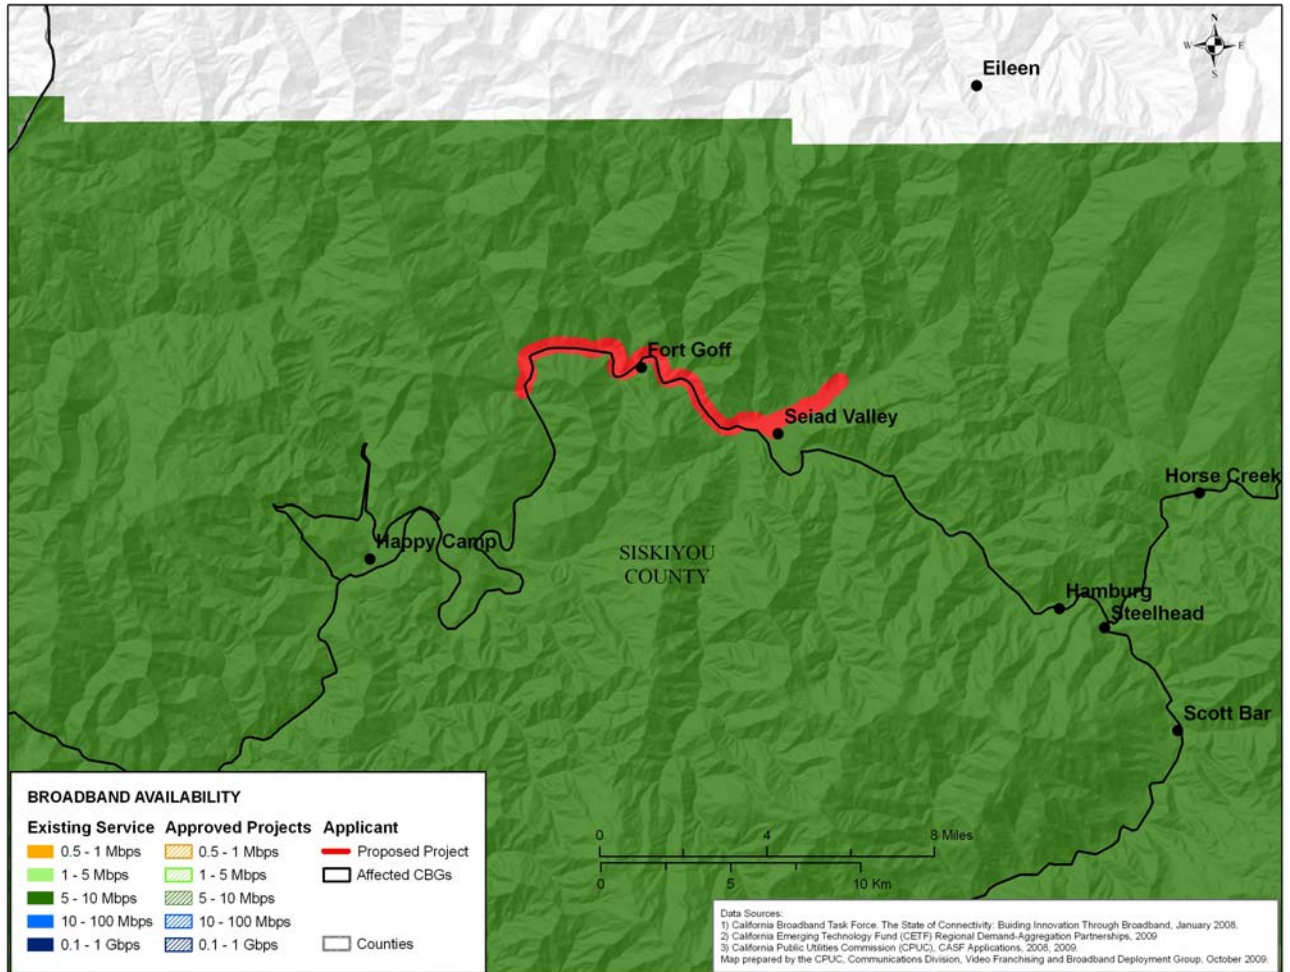 N
W E
S
Eileen
Fort Goff
Seiad Valley
Horse Creek
Happy Camp
SISKIYOU
COUNTY
Hamburg
Steelhead
Scott Bar
0 4 8 Miles
0 5 10 Km
BROADBAND AVAILABILITY
Existing Service Approved Projects Applicant
0.5 - 1 Mbps 0.5 - 1 Mbps Proposed Project
1 - 5 Mbps 1 - 5 Mbps Affected CBGs
5 - 10 Mbps 5 - 10 Mbps
10 - 100 Mbps 10 - 100 Mbps
0.1 - 1 Gbps 0.1 - 1 Gbps Counties
Data Sources:
1) California Broadband Task Force. The State of Connectivity: Buiding Innovation Through Broadband, January 2008.
2) California Emerging Technology Fund (CETF) Regional Demand-Aggregation Partnerships, 2009
3) California Public Utilities Commission (CPUC), CASF Applications, 2008, 2009.
Map prepared by the CPUC, Communications Division, Video Franchising and Broadband Deployment Group, October 2009.